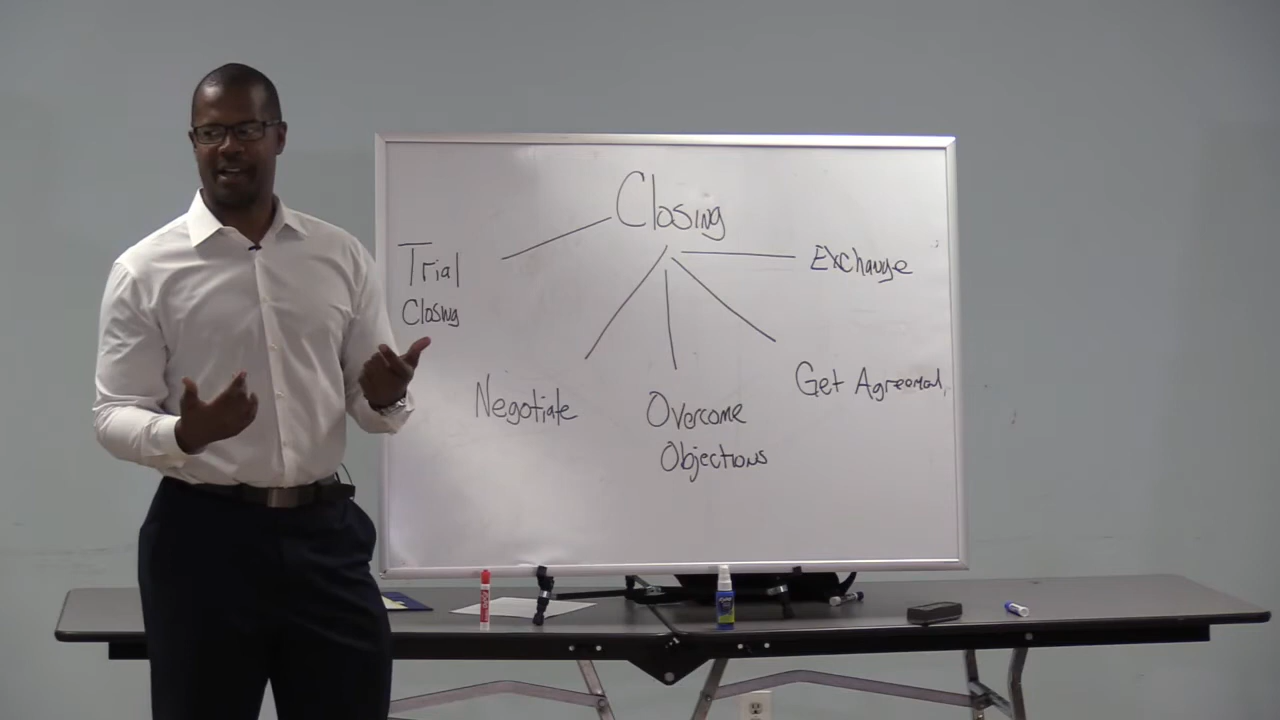 Closing
Trial
Closing
Exchange
Negotiate
Overcome
Objections
Get Agreement